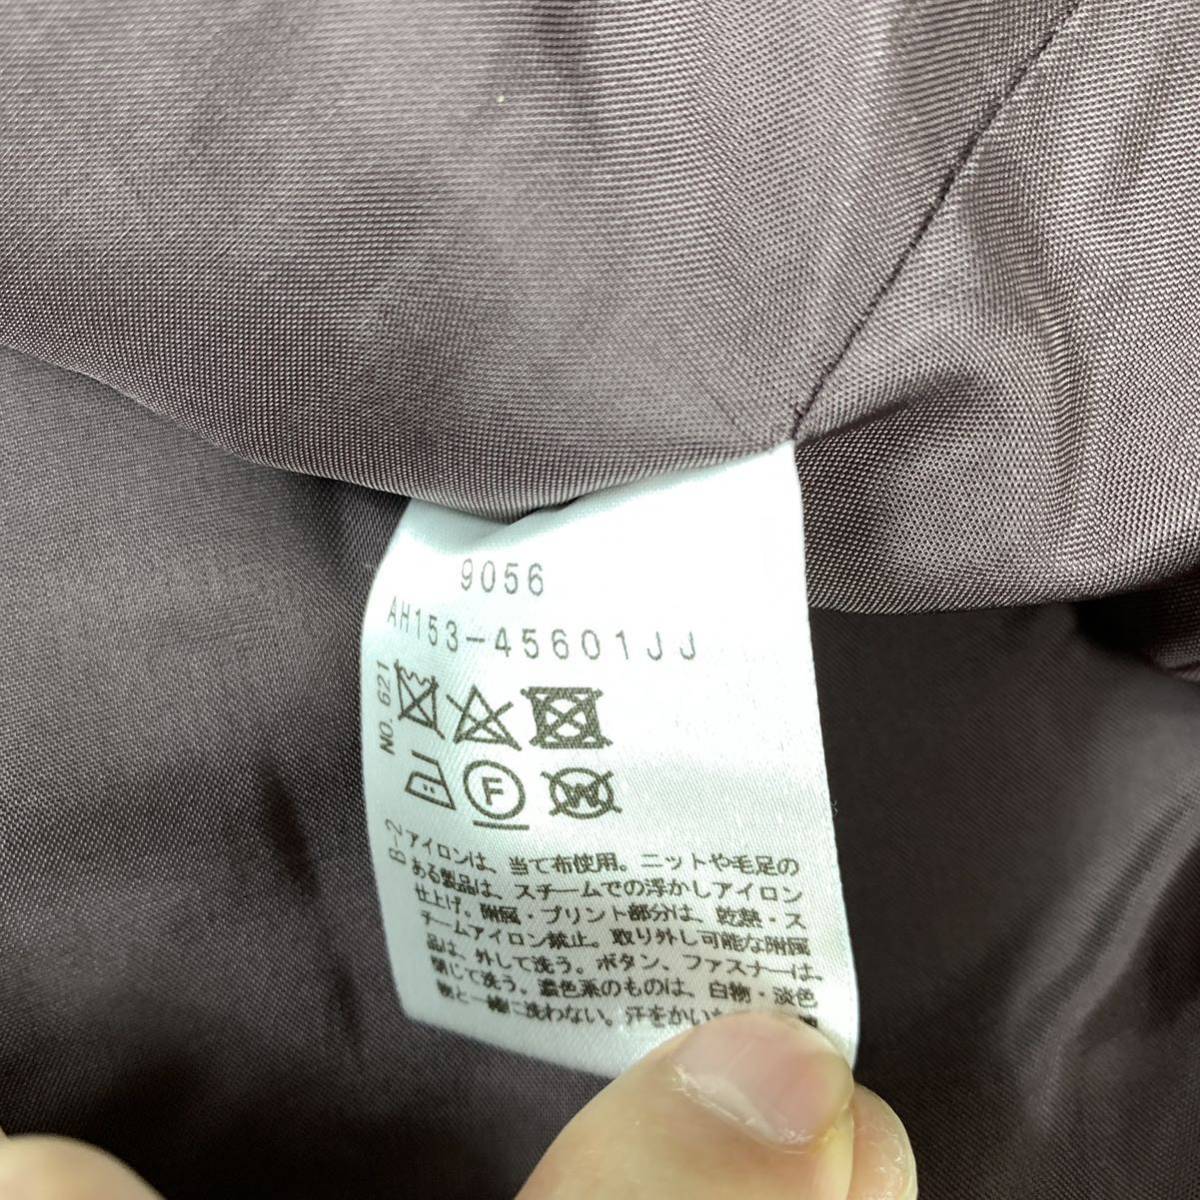 9056
AH153-45601JJ
NO. 621
F
W
B-2
アイロンは、当て布使用。ニットや毛足の
ある製品は、スチームでの浮かしアイロン
仕上げ。附属・プリント部分は、乾熱・ス
チームアイロン禁止。取り外し可能な附属
品は、外して洗う。ボタン、ファスナーは、
閉じて洗う。濃色系のものは、白物・淡色
物と一緒に洗わない。汗をかいた